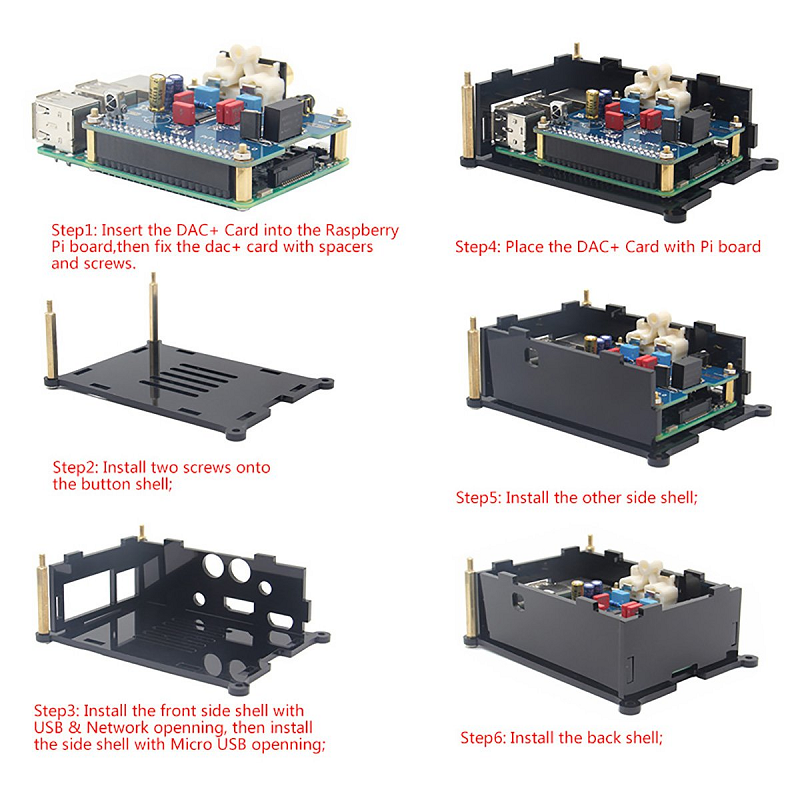 Step1: Insert the DAC+ Card into the Raspberry
Pi board,then fix the dac+ card with spacers
and screws.
Step2: Install two screws onto
the button shell;
Step3: Install the front side shell with
USB & Network openning, then install
the side shell with Micro USB openning;
Step4: Place the DAC+ Card with Pi board
Step5: Install the other side shell;
Step6: Install the back shell;